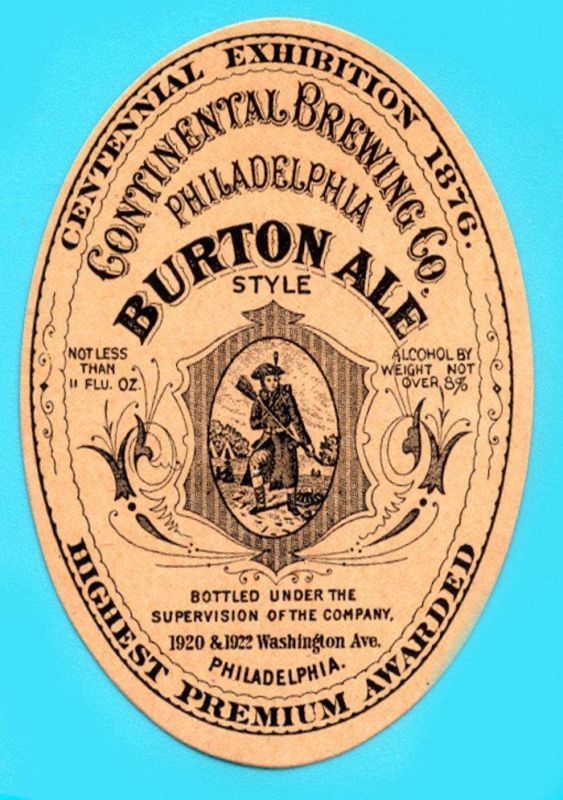 CENTENNIAL EXHIBITION 1876.
CONTINENTAL BREWING CO.
PHILADELPHIA
BURTON ALE
STYLE
NOT LESS
THAN
11 FLU. OZ.
ALCOHOL BY
WEIGHT NOT
OVER 8%
BOTTLED UNDER THE
SUPERVISION OF THE COMPANY,
1920 & 1922 Washington Ave.
PHILADELPHIA.
HIGHEST PREMIUM AWARDED